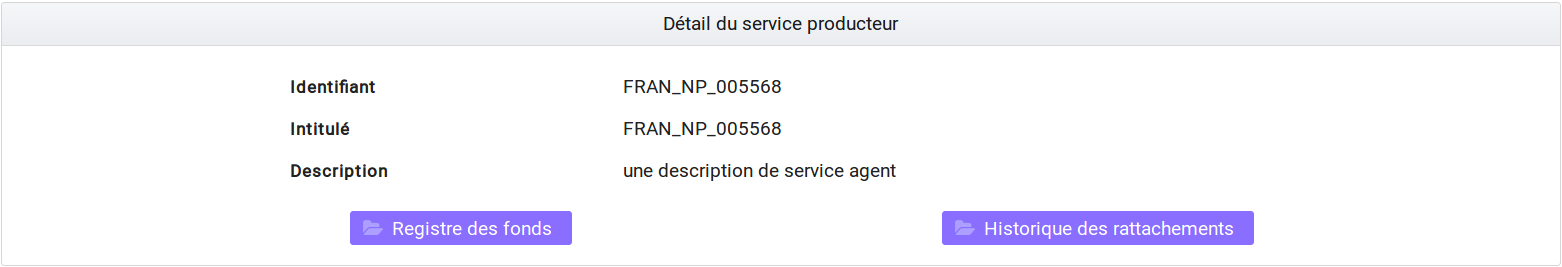 Détail du service producteur
Identifiant FRAN_NP_005568
Intitulé FRAN_NP_005568
Description une description de service agent
Registre des fonds Historique des rattachements